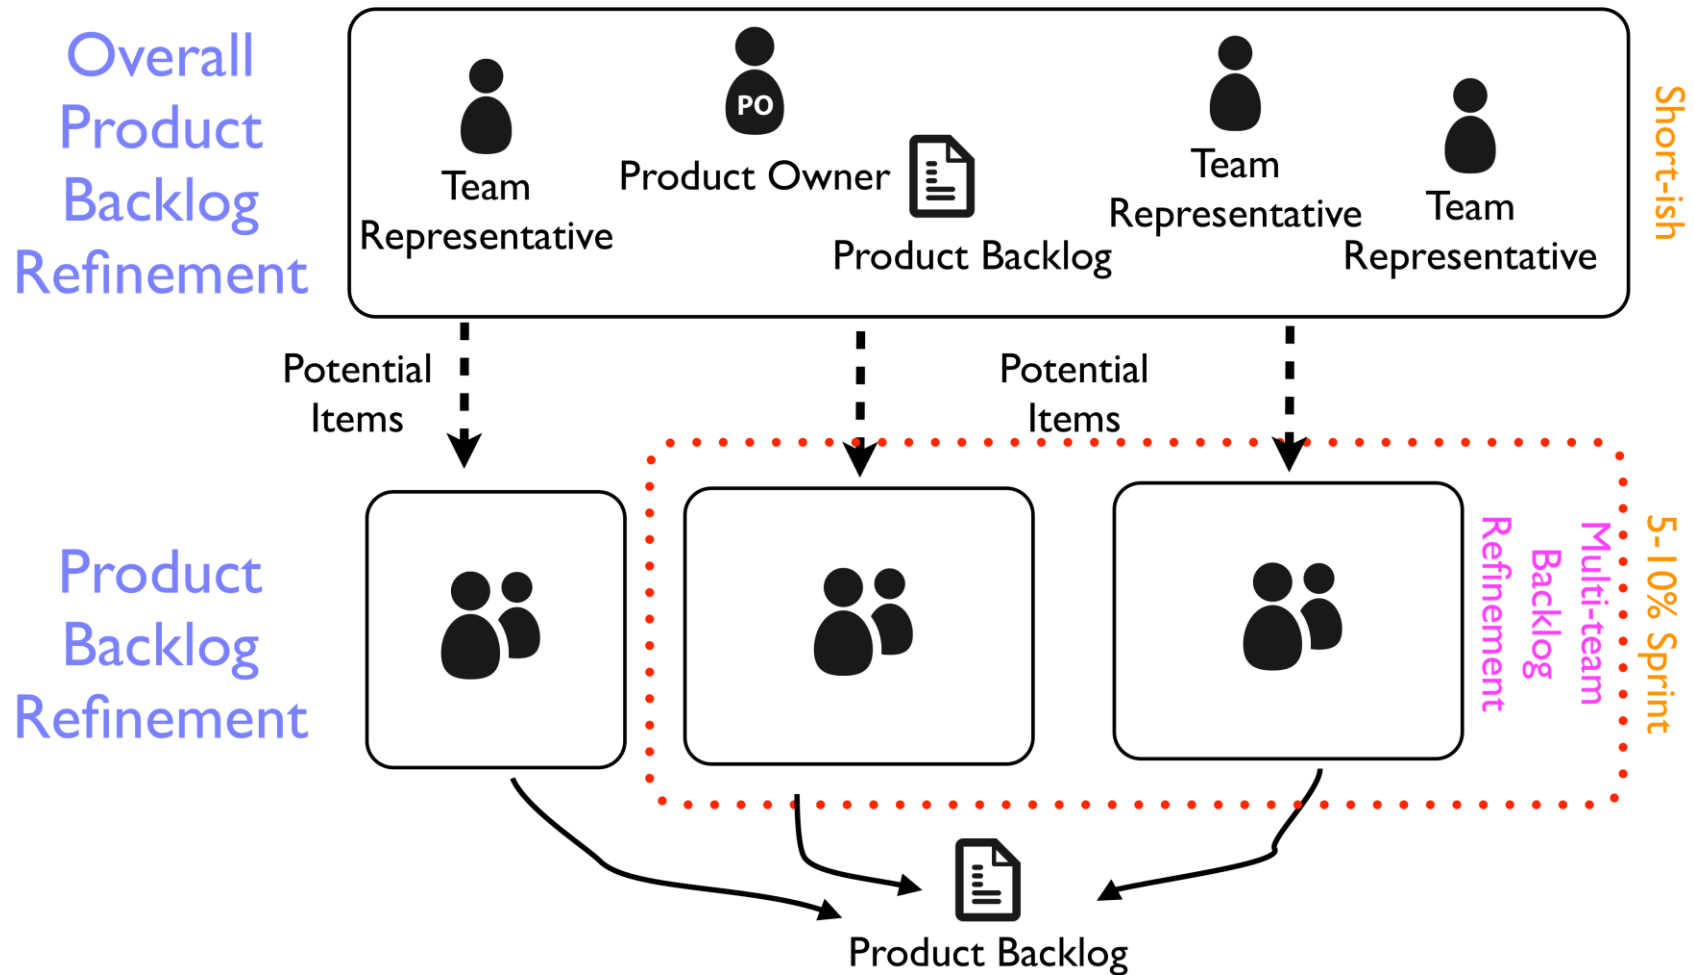 Overall
Product
Backlog
Refinement
Team
Representative
PO
Product Owner
Product Backlog
Team
Representative
Team
Representative
Short-ish
Potential
Items
Potential
Items
Product
Backlog
Refinement
Multi-team
Backlog
Refinement
5-10% Sprint
Product Backlog